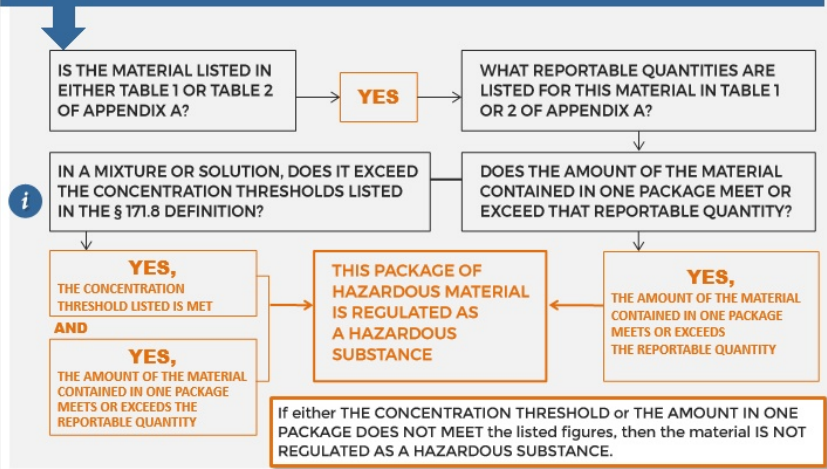 IS THE MATERIAL LISTED IN
EITHER TABLE 1 OR TABLE 2
OF APPENDIX A?
YES
WHAT REPORTABLE QUANTITIES ARE
LISTED FOR THIS MATERIAL IN TABLE 1
OR 2 OF APPENDIX A?
i
IN A MIXTURE OR SOLUTION, DOES IT EXCEED
THE CONCENTRATION THRESHOLDS LISTED
IN THE § 171.8 DEFINITION?
DOES THE AMOUNT OF THE MATERIAL
CONTAINED IN ONE PACKAGE MEET OR
EXCEED THAT REPORTABLE QUANTITY?
YES,
THE CONCENTRATION
THRESHOLD LISTED IS MET
AND
YES,
THE AMOUNT OF THE MATERIAL
CONTAINED IN ONE PACKAGE
MEETS OR EXCEEDS THE
REPORTABLE QUANTITY
THIS PACKAGE OF
HAZARDOUS MATERIAL
IS REGULATED AS
A HAZARDOUS
SUBSTANCE
YES,
THE AMOUNT OF THE MATERIAL
CONTAINED IN ONE PACKAGE
MEETS OR EXCEEDS
THE REPORTABLE QUANTITY
If either THE CONCENTRATION THRESHOLD or THE AMOUNT IN ONE
PACKAGE DOES NOT MEET the listed figures, then the material IS NOT
REGULATED AS A HAZARDOUS SUBSTANCE.